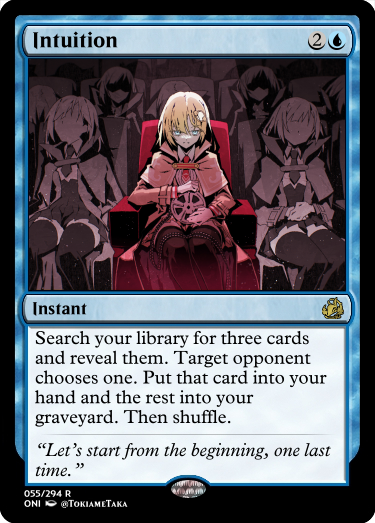 Intuition 2
Instant
Search your library for three cards
and reveal them. Target opponent
chooses one. Put that card into your
hand and the rest into your
graveyard. Then shuffle.
“Let’s start from the beginning, one last
time.”
055/294 R
ONI @TokiameTaka